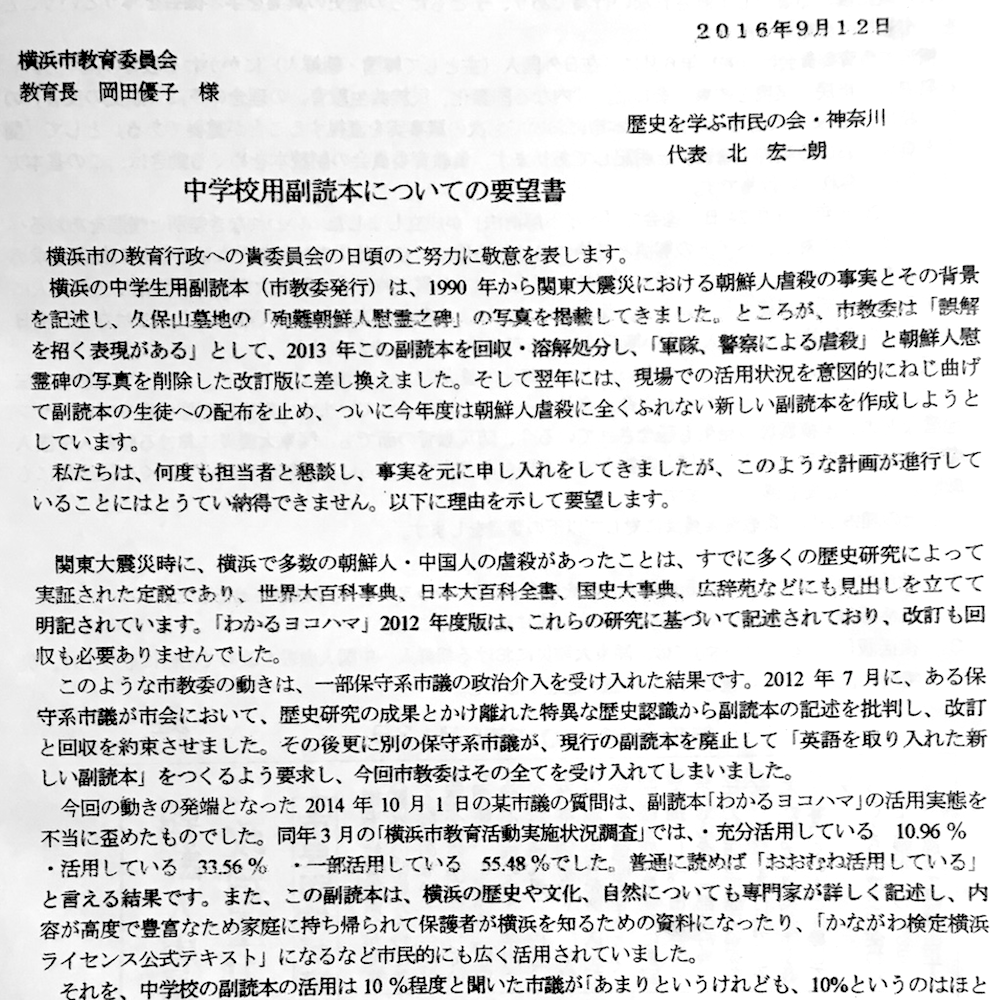 2016年9月12日
横浜市教育委員会
教育長　岡田優子　様
歴史を学ぶ市民の会・神奈川
代表　北　宏一朗
中学校用副読本についての要望書
横浜市の教育行政への貴委員会の日頃のご努力に敬意を表します。
横浜の中学生用副読本（市教委発行）は、1990 年から関東大震災における朝鮮人虐殺の事実とその背景
を記述し、久保山墓地の「殉難朝鮮人慰霊之碑」の写真を掲載してきました。ところが、市教委は「誤解
を招く表現がある」として、2013 年この副読本を回収・溶解処分し、「軍隊、警察による虐殺」と朝鮮人慰
霊碑の写真を削除した改訂版に差し換えました。そして翌年には、現場での活用状況を意図的にねじ曲げ
て副読本の生徒への配布を止め、ついに今年度は朝鮮人虐殺に全くふれない新しい副読本を作成しようと
しています。
私たちは、何度も担当者と懇談し、事実を元に申し入れをしてきましたが、このような計画が進行して
いることにはとうてい納得できません。以下に理由を示して要望します。
関東大震災時に、横浜で多数の朝鮮人・中国人の虐殺があったことは、すでに多くの歴史研究によって
実証された定説であり、世界大百科事典、日本大百科全書、国史大事典、広辞苑などにも見出しを立てて
明記されています。「わかるヨコハマ」2012 年度版は、これらの研究に基づいて記述されており、改訂も回
収も必要ありませんでした。
このような市教委の動きは、一部保守系市議の政治介入を受け入れた結果です。2012 年 7 月に、ある保
守系市議が市会において、歴史研究の成果とかけ離れた特異な歴史認識から副読本の記述を批判し、改訂
と回収を約束させました。その後更に別の保守系市議が、現行の副読本を廃止して「英語を取り入れた新
しい副読本」をつくるよう要求し、今回市教委はその全てを受け入れてしまいました。
今回の動きの発端となった 2014 年 10 月 1 日の某市議の質問は、副読本「わかるヨコハマ」の活用実態を
不当に歪めたものでした。同年 3 月の「横浜市教育活動実施状況調査」では、・充分活用している　10.96 %
・活用している　33.56 %　・一部活用している　55.48 %でした。普通に読めば「おおむね活用している」
と言える結果です。また、この副読本は、横浜の歴史や文化、自然についても専門家が詳しく記述し、内
容が高度で豊富なため家庭に持ち帰られて保護者が横浜を知るための資料になったり、「かながわ検定横浜
ライセンス公式テキスト」になるなど市民的にも広く活用されていました。
それを、中学校の副読本の活用は 10 %程度と聞いた市議が「あまりというけれども、10%というのはほと